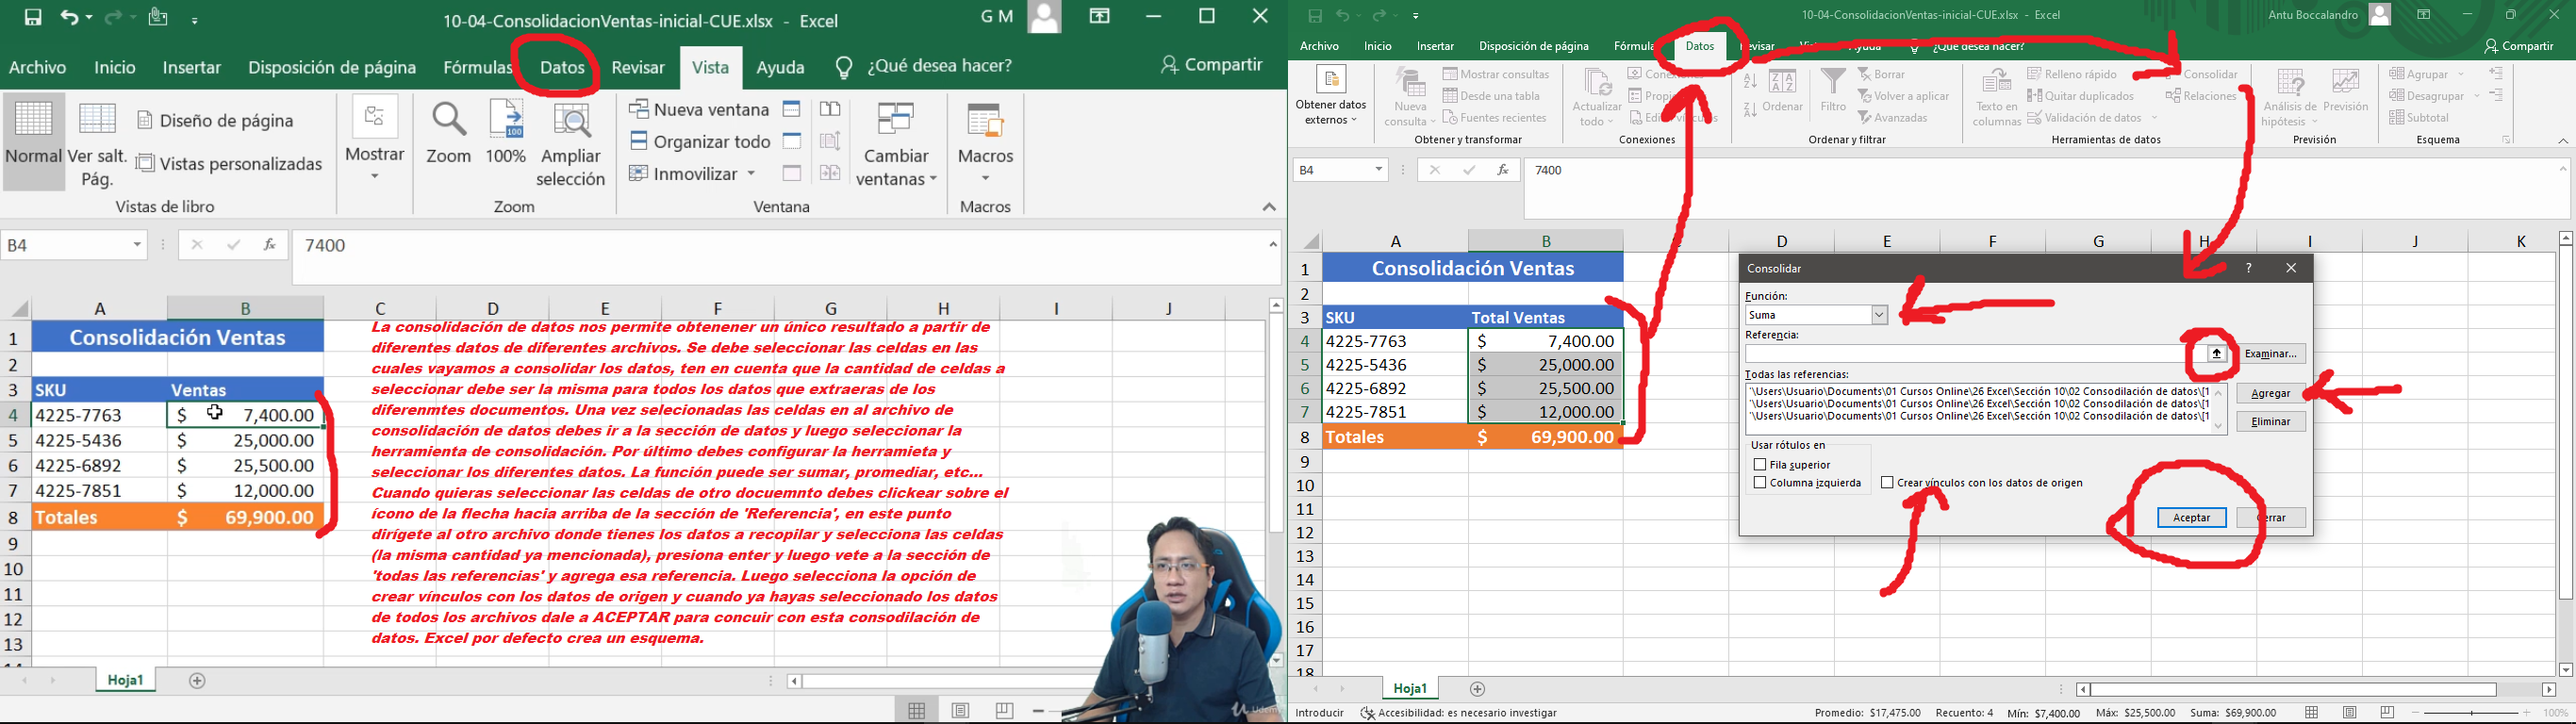 10-04-ConsolidacionVentas-inicial-CUE.xlsx - Excel
G M
Archivo Inicio Insertar Disposición de página Fórmulas Datos Revisar Vista Ayuda ¿Qué desea hacer? Compartir
Normal
Ver salt. Pág.
Diseño de página
Vistas personalizadas
Vistas de libro
Mostrar
Zoom
100%
Ampliar selección
Zoom
Nueva ventana
Organizar todo
Inmovilizar
Cambiar ventanas
Ventana
Macros
Macros
B4
fx
7400
A B C D E F G H I J
1 Consolidación Ventas
2
3 SKU Ventas
4 4225-7763 $ 7,400.00
5 4225-5436 $ 25,000.00
6 4225-6892 $ 25,500.00
7 4225-7851 $ 12,000.00
8 Totales $ 69,900.00
9
10
11
12
13
14
La consolidación de datos nos permite obtenener un único resultado a partir de
diferentes datos de diferentes archivos. Se debe seleccionar las celdas en las
cuales vayamos a consolidar los datos, ten en cuenta que la cantidad de celdas a
seleccionar debe ser la misma para todos los datos que extraeras de los
diferenmtes documentos. Una vez selecionadas las celdas en al archivo de
consolidación de datos debes ir a la sección de datos y luego seleccionar la
herramienta de consolidación. Por último debes configurar la herramieta y
seleccionar los diferentes datos. La función puede ser sumar, promediar, etc...
Cuando quieras seleccionar las celdas de otro docuemnto debes clickear sobre el
ícono de la flecha hacia arriba de la sección de 'Referencia', en este punto
dirígete al otro archivo donde tienes los datos a recopilar y selecciona las celdas
(la misma cantidad ya mencionada), presiona enter y luego vete a la sección de
'todas las referencias' y agrega esa referencia. Luego selecciona la opción de
crear vínculos con los datos de origen y cuando ya hayas seleccionado los datos
de todos los archivos dale a ACEPTAR para concuir con esta consodilación de
datos. Excel por defecto crea un esquema.
Hoja1
10-04-ConsolidacionVentas-inicial-CUE.xlsx - Excel
Antu Boccalandro
Archivo Inicio Insertar Disposición de página Datos Ayuda ¿Qué desea hacer? Compartir
Obtener datos externos
Nueva consulta
Mostrar consultas
Desde una tabla
Fuentes recientes
Obtener y transformar
Actualizar todo
Conexiones
Ordenar
Filtro
Borrar
Volver a aplicar
Avanzadas
Ordenar y filtrar
Texto en columnas
Relleno rápido
Quitar duplicados
Validación de datos
Consolidar
Relaciones
Herramientas de datos
Análisis de hipótesis
Previsión
Previsión
Agrupar
Desagrupar
Subtotal
Esquema
B4
fx
7400
A B D E F G H I J K
1 Consolidación Ventas
2
3 SKU Total Ventas
4 4225-7763 $ 7,400.00
5 4225-5436 $ 25,000.00
6 4225-6892 $ 25,500.00
7 4225-7851 $ 12,000.00
8 Totales $ 69,900.00
9
10
11
12
13
14
15
16
17
18
Consolidar
?
Función:
Suma
Referencia:
Examinar...
Todas las referencias:
'\Users\Usuario\Documents\01 Cursos Online\26 Excel\Sección 10\02 Consodilación de datos\[1
'\Users\Usuario\Documents\01 Cursos Online\26 Excel\Sección 10\02 Consodilación de datos\[1
'\Users\Usuario\Documents\01 Cursos Online\26 Excel\Sección 10\02 Consodilación de datos\[1
Agregar
Eliminar
Usar rótulos en
Fila superior
Columna izquierda
Crear vínculos con los datos de origen
Aceptar
Cerrar
Hoja1
Introducir Accesibilidad: es necesario investigar Promedio: $17,475.00 Recuento: 4 Mín: $7,400.00 Máx: $25,500.00 Suma: $69,900.00 100%